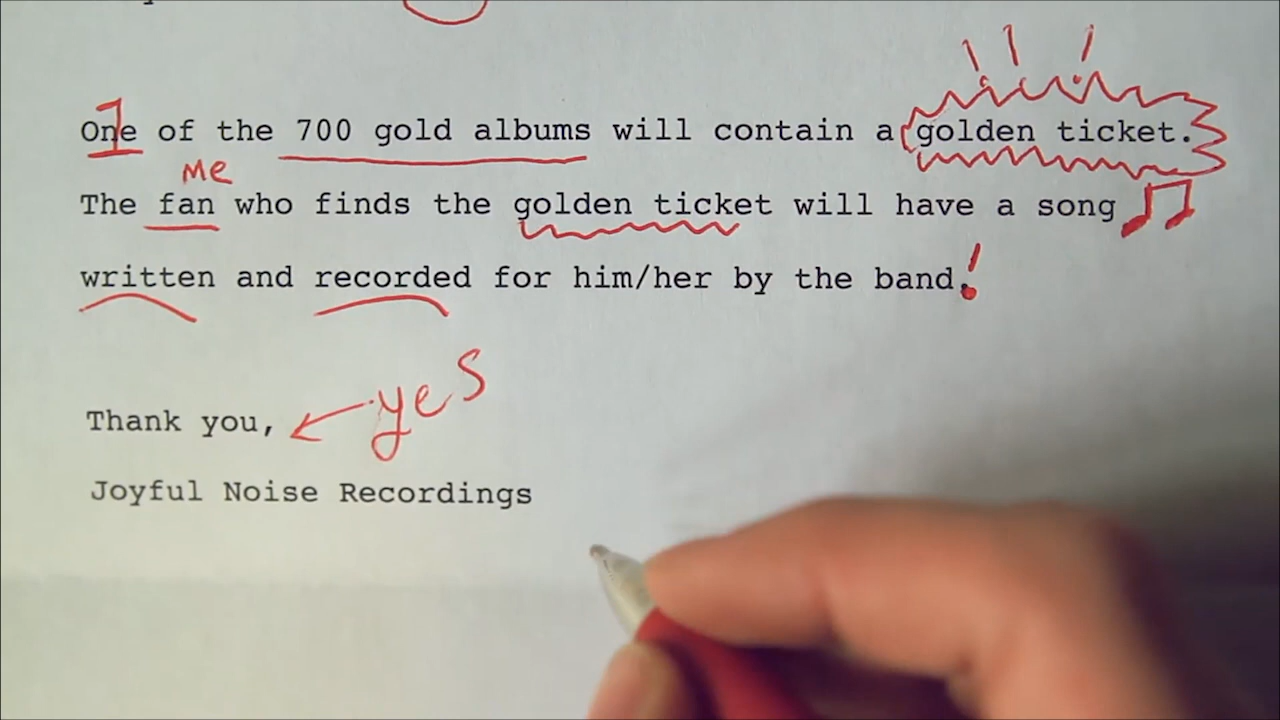 1
One of the 700 gold albums will contain a golden ticket.
me
The fan who finds the golden ticket will have a song
written and recorded for him/her by the band.!
yes
Thank you,
Joyful Noise Recordings